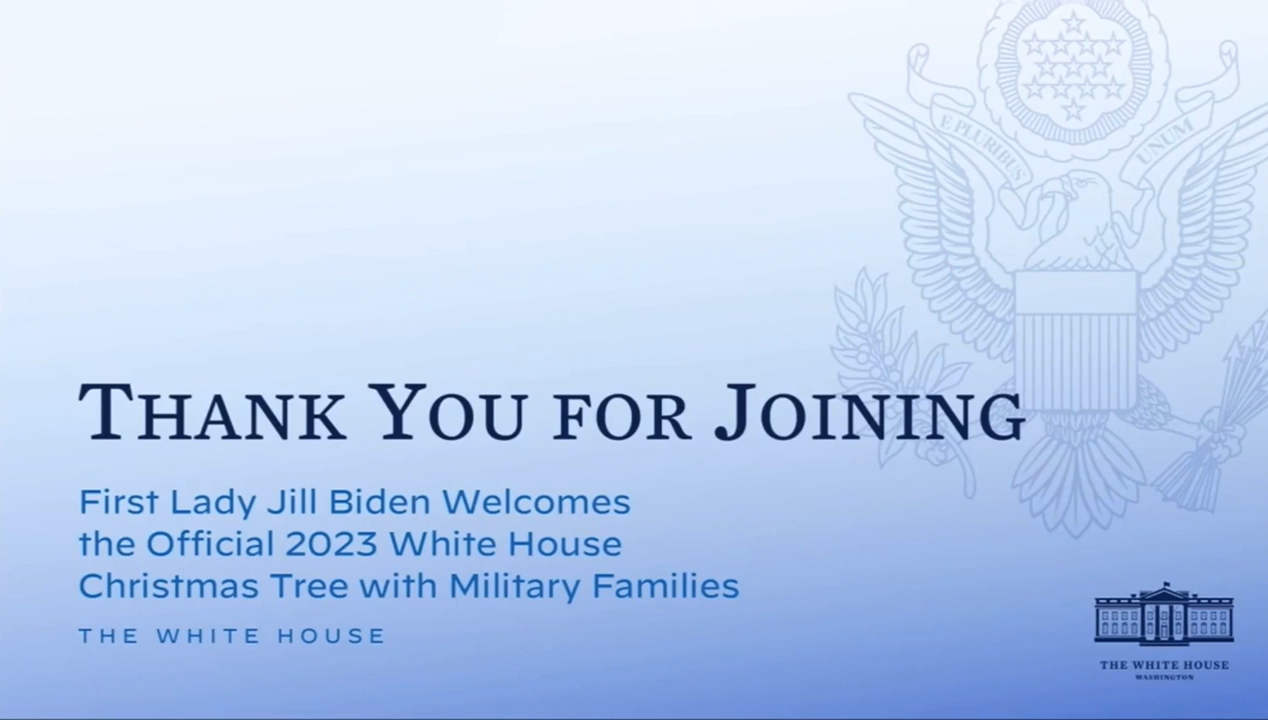 E PLURIBUS UNUM
THANK YOU FOR JOINING
First Lady Jill Biden Welcomes
the Official 2023 White House
Christmas Tree with Military Families
THE WHITE HOUSE
THE WHITE HOUSE
WASHINGTON